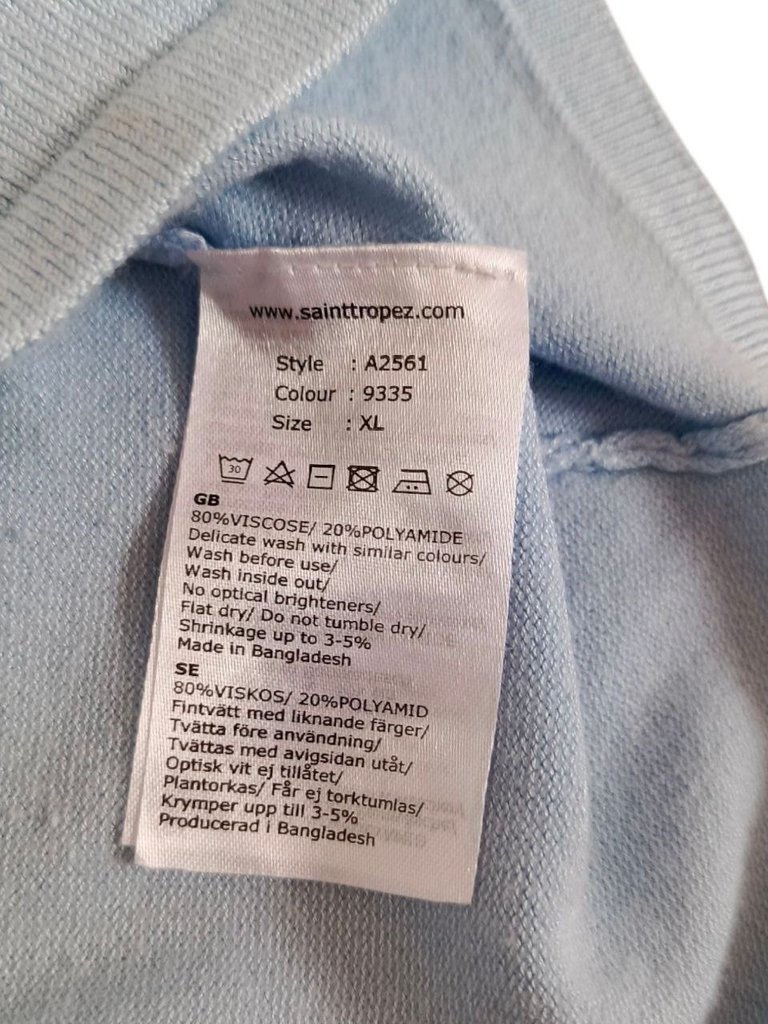 www.sainttropez.com
Style : A2561
Colour : 9335
Size : XL
30
GB
80%VISCOSE/ 20%POLYAMIDE
Delicate wash with similar colours/
Wash before use/
Wash inside out/
No optical brighteners/
Flat dry/ Do not tumble dry/
Shrinkage up to 3-5%
Made in Bangladesh
SE
80%VISKOS/ 20%POLYAMID
Fintvätt med liknande färger/
Tvätta före användning/
Tvättas med avigsidan utåt/
Optisk vit ej tillåtet/
Plantorkas/ Får ej torktumlas/
Krymper upp till 3-5%
Producerad i Bangladesh